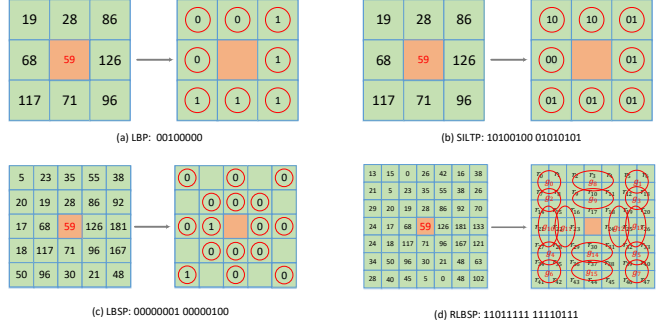 19 28 86
68 59 126
117 71 96
0 0 1
0 1
1 1 1
(a) LBP: 00100000
19 28 86
68 59 126
117 71 96
10 10 01
00 01
01 01 01
(b) SILTP: 10100100 01010101
5 23 35 55 38
20 19 28 86 92
17 68 59 126 181
18 117 71 96 167
50 96 30 21 48
0 0 0
0 0 0
0 1 0 0
0 0 0
1 0 0
(c) LBSP: 00000001 00000100
13 15 0 26 42 16 38
21 5 23 35 55 38 26
29 20 19 28 86 92 70
24 17 68 59 126 181 133
24 18 117 71 96 167 121
34 50 96 30 21 48 63
28 40 45 5 0 48 102
(d) RLBSP: 11011111 11110111